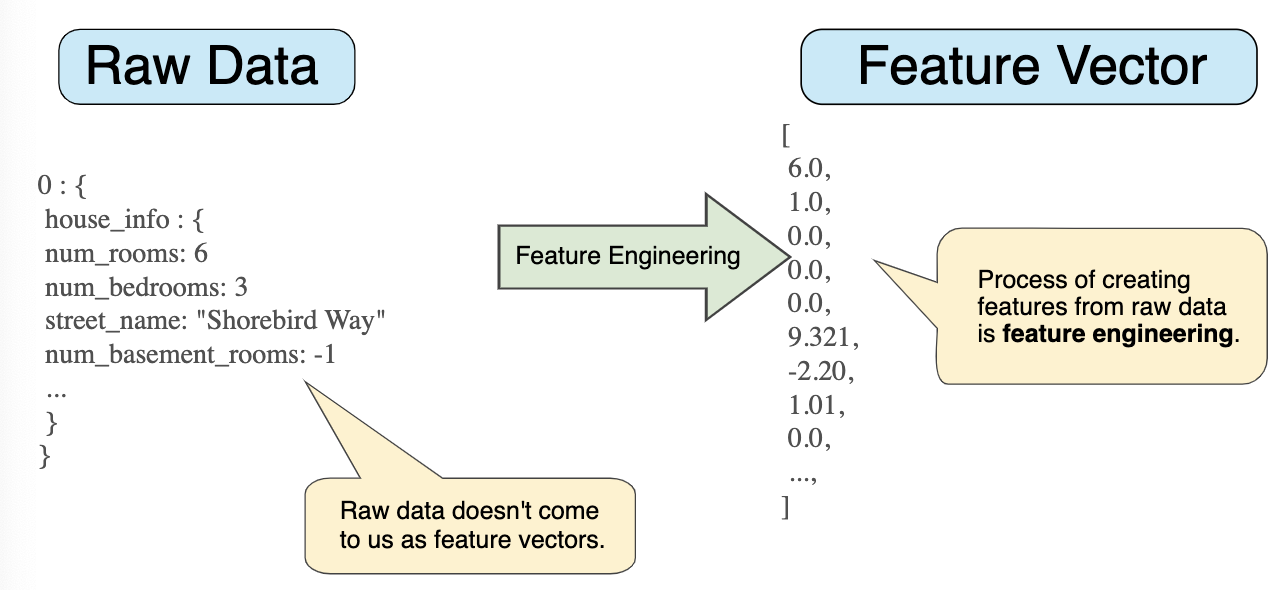 Raw Data
Feature Vector
0 : {
house_info : {
num_rooms: 6
num_bedrooms: 3
street_name: "Shorebird Way"
num_basement_rooms: -1
...
}
}
Raw data doesn't come
to us as feature vectors.
Feature Engineering
[
6.0,
1.0,
0.0,
0.0,
0.0,
9.321,
-2.20,
1.01,
0.0,
...,
]
Process of creating
features from raw data
is feature engineering.